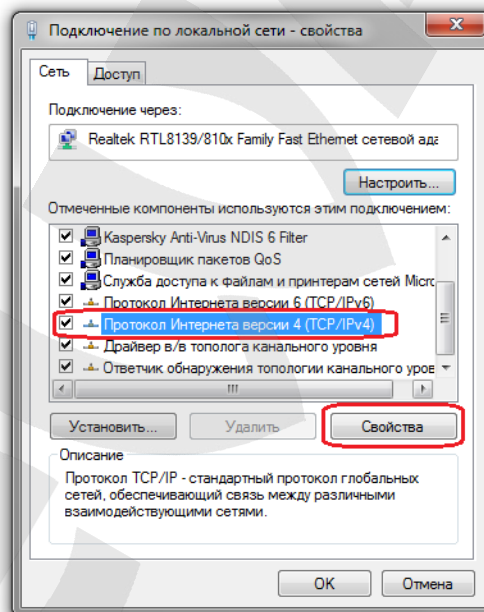 Подключение по локальной сети - свойства
Сеть
Доступ
Подключение через:
Realtek RTL8139/810x Family Fast Ethernet сетевой ада
Настроить...
Отмеченные компоненты используются этим подключением:
Kaspersky Anti-Virus NDIS 6 Filter
Планировщик пакетов QoS
Служба доступа к файлам и принтерам сетей Micro
Протокол Интернета версии 6 (TCP/IPv6)
Протокол Интернета версии 4 (TCP/IPv4)
Драйвер в/в тополога канального уровня
Ответчик обнаружения топологии канального уров
Установить...
Удалить
Свойства
Описание
Протокол TCP/IP - стандартный протокол глобальных
сетей, обеспечивающий связь между различными
взаимодействующими сетями.
OK
Отмена